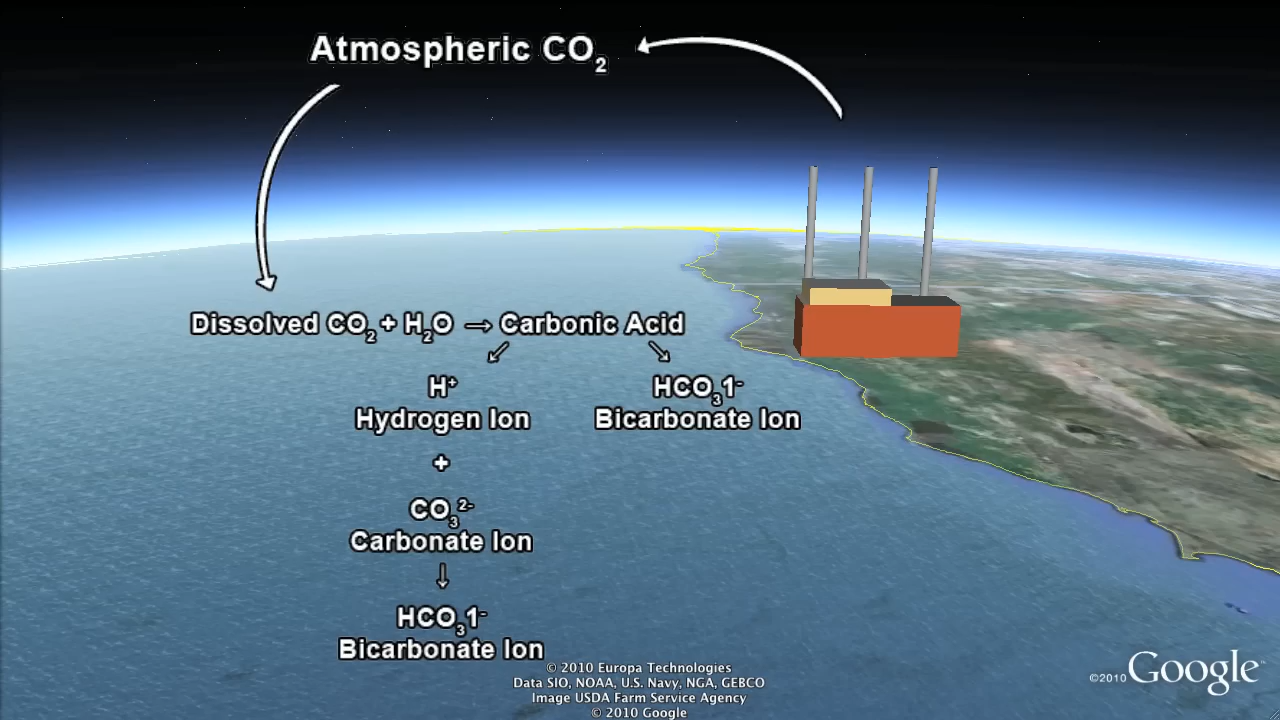 Atmospheric CO₂
Dissolved CO₂ + H₂O → Carbonic Acid
H⁺
Hydrogen Ion
HCO₃1⁻
Bicarbonate Ion
+
CO₃²⁻
Carbonate Ion
↓
HCO₃1⁻
Bicarbonate Ion
© 2010 Europa Technologies
Data SIO, NOAA, U.S. Navy, NGA, GEBCO
Image USDA Farm Service Agency
© 2010 Google
©2010 Google™